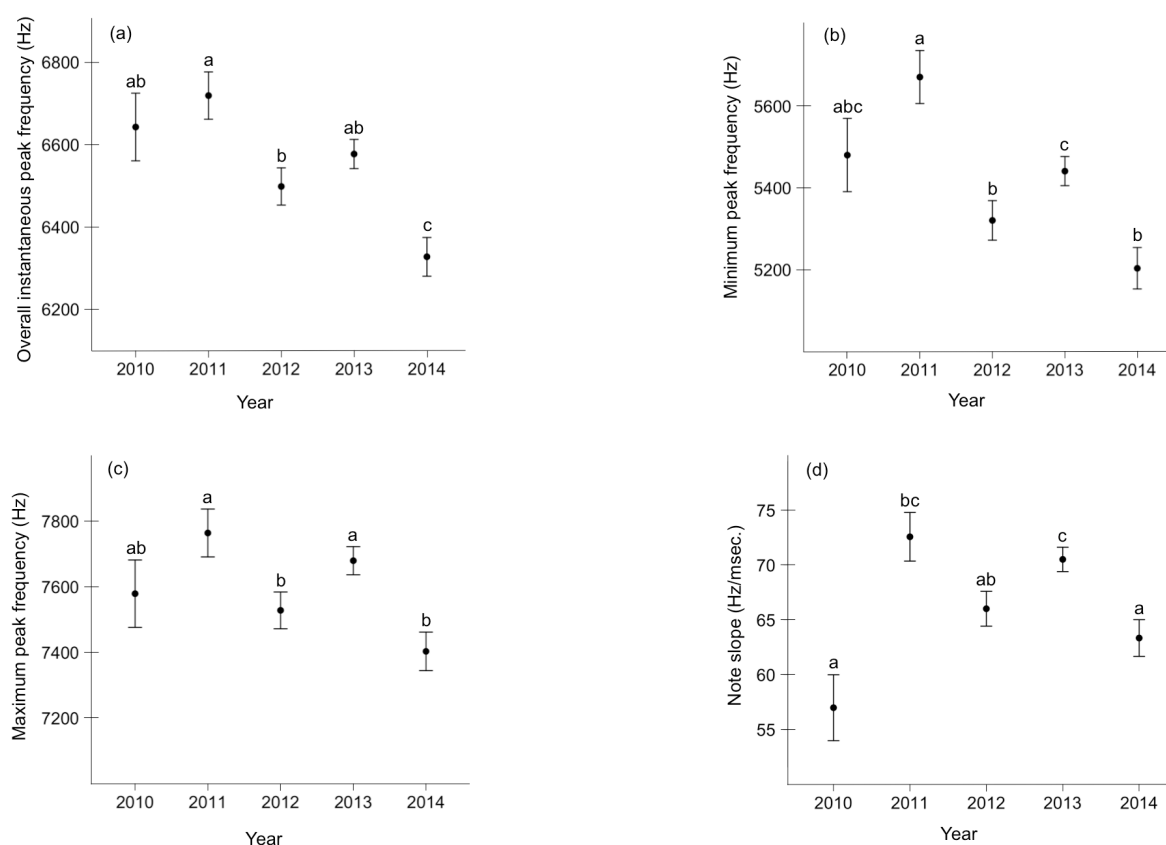 (a)
Overall instantaneous peak frequency (Hz)
6800
6600
6400
6200
ab
a
b
ab
c
2010 2011 2012 2013 2014
Year
(b)
Minimum peak frequency (Hz)
5600
5400
5200
abc
a
b
c
b
2010 2011 2012 2013 2014
Year
(c)
Maximum peak frequency (Hz)
7800
7600
7400
7200
ab
a
b
a
b
2010 2011 2012 2013 2014
Year
(d)
Note slope (Hz/msec.)
75
70
65
60
55
a
bc
ab
c
a
2010 2011 2012 2013 2014
Year